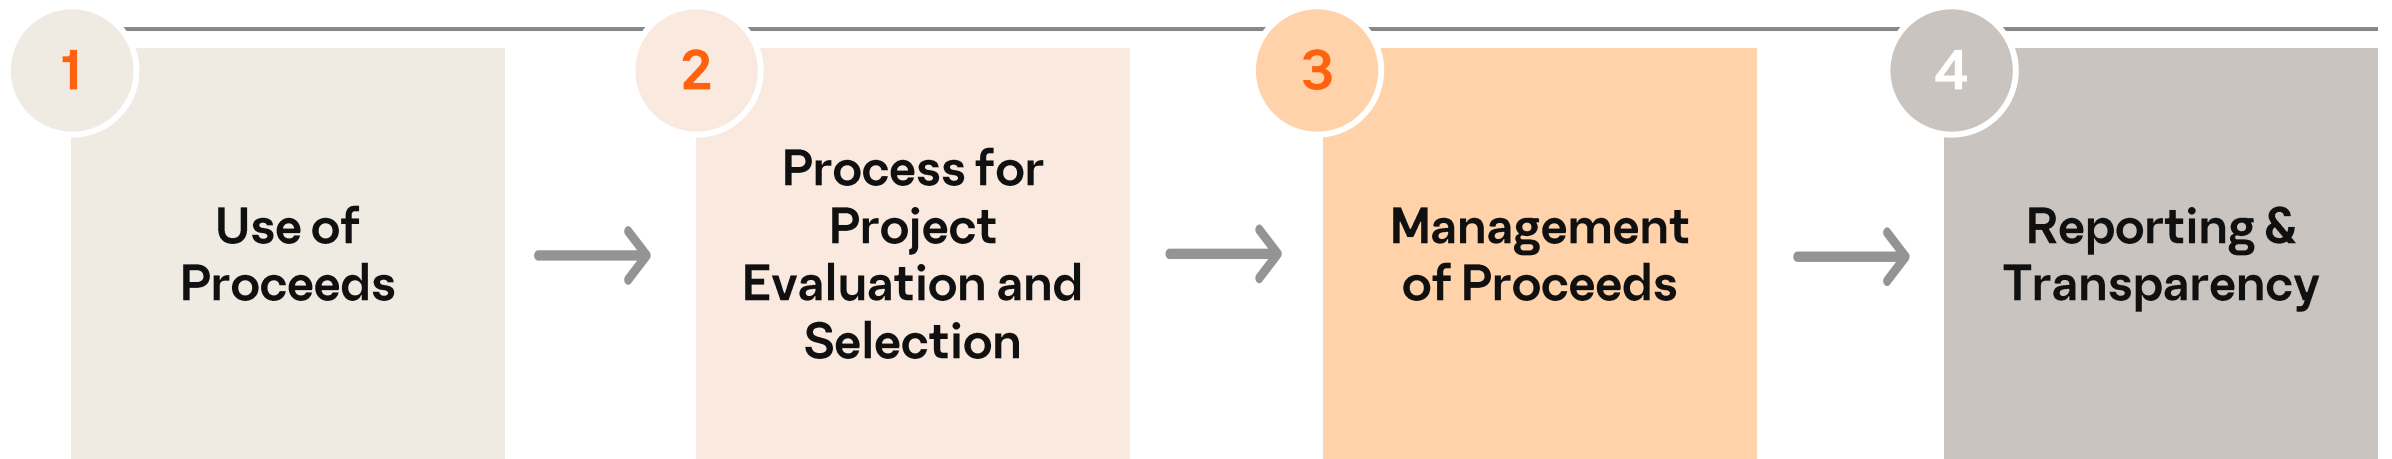 1
Use of
Proceeds
2
Process for
Project
Evaluation and
Selection
3
Management
of Proceeds
4
Reporting &
Transparency